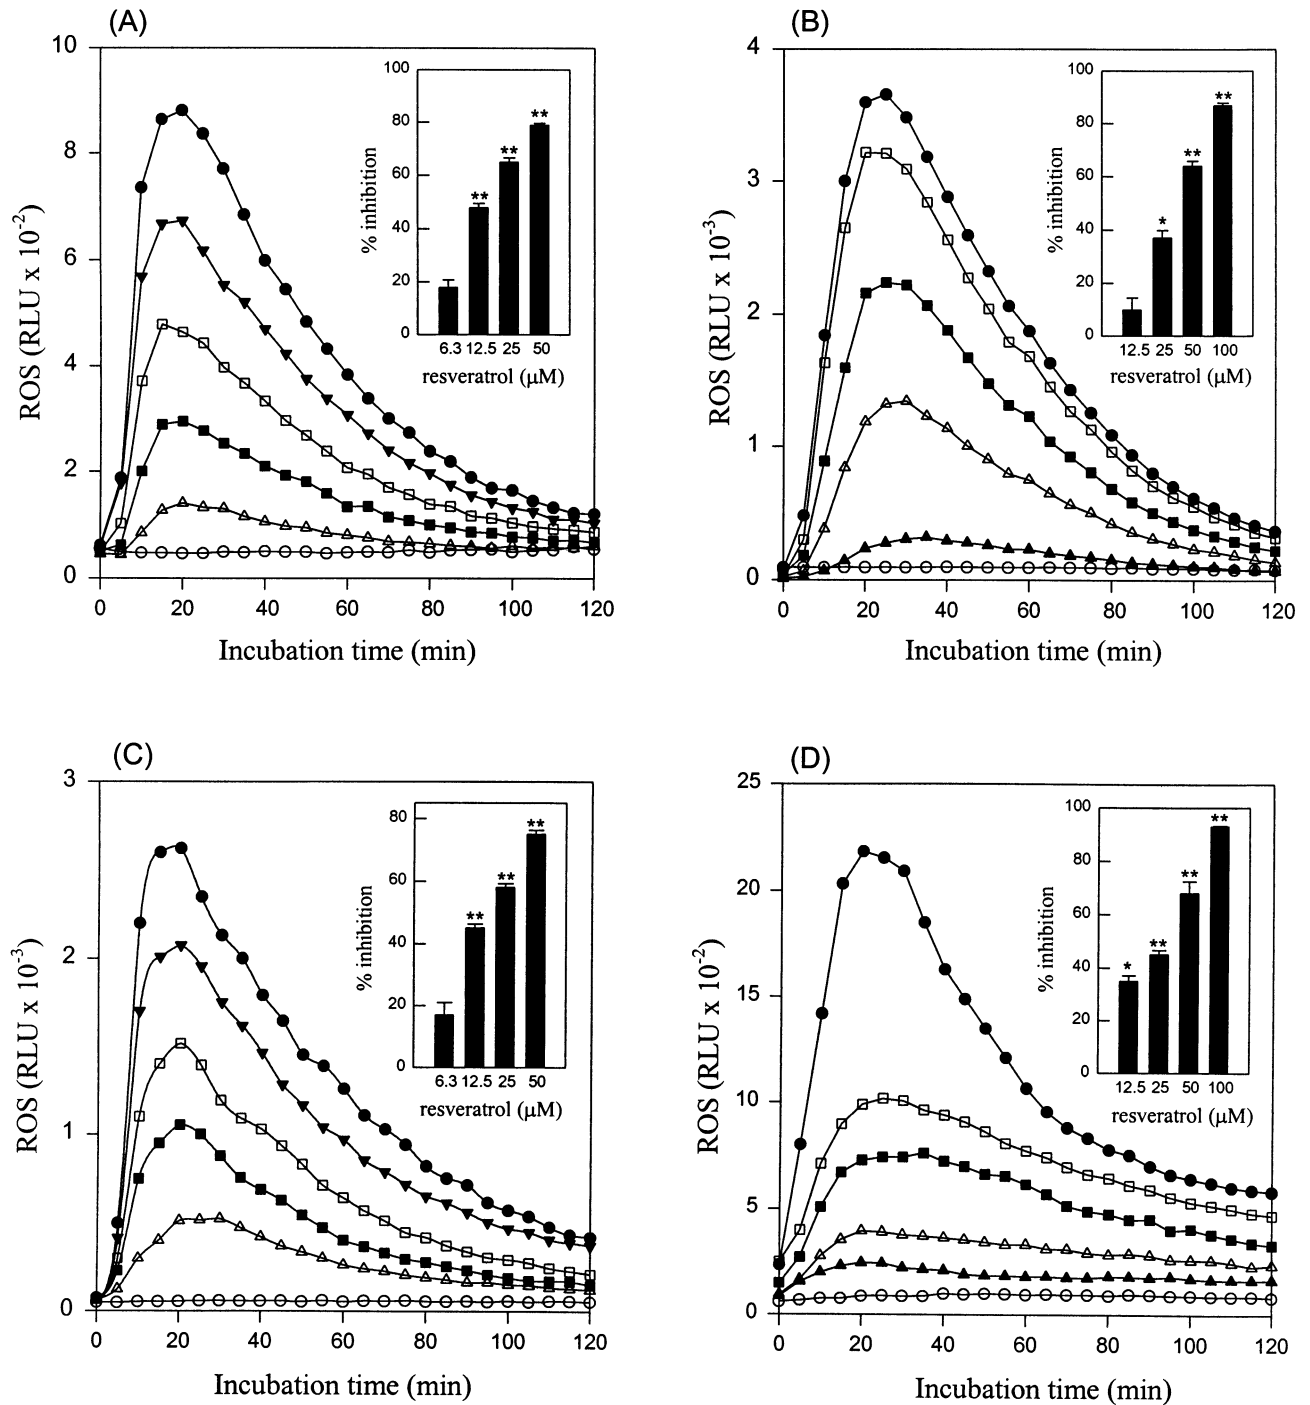 (A)
ROS (RLU x 10⁻²)
10
8
6
4
2
0
0 20 40 60 80 100 120
Incubation time (min)
% inhibition
100
80
60
40
20
0
** ** **
6.3 12.5 25 50
resveratrol (µM)
(B)
ROS (RLU x 10⁻³)
4
3
2
1
0
0 20 40 60 80 100 120
Incubation time (min)
% inhibition
100
80
60
40
20
0
* ** **
12.5 25 50 100
resveratrol (µM)
(C)
ROS (RLU x 10⁻³)
3
2
1
0
0 20 40 60 80 100 120
Incubation time (min)
% inhibition
80
60
40
20
0
** ** **
6.3 12.5 25 50
resveratrol (µM)
(D)
ROS (RLU x 10⁻²)
25
20
15
10
5
0
0 20 40 60 80 100 120
Incubation time (min)
% inhibition
100
80
60
40
20
0
* ** ** **
12.5 25 50 100
resveratrol (µM)